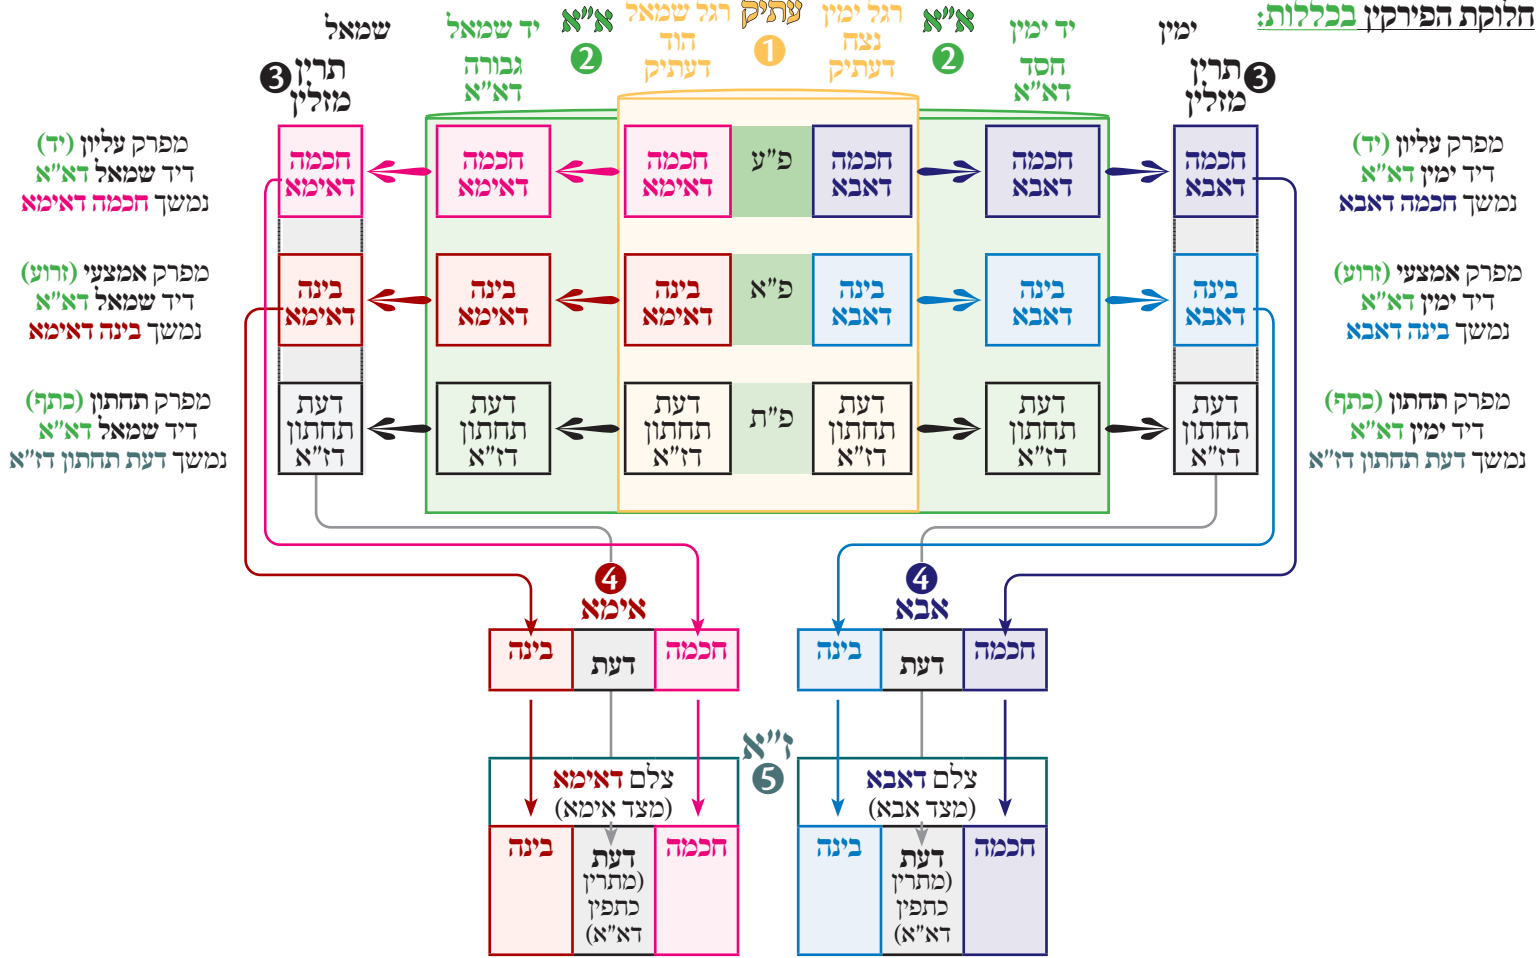 חלוקת הפירקין בכללות:
ימין
א״א
2
עתיק
1
א״א
2
שמאל
תרין
מזלין
3
יד ימין
חסד
דא״א
רגל ימין
נצח
דעתיק
רגל שמאל
הוד
דעתיק
יד שמאל
גבורה
דא״א
תרין
מזלין
3
מפרק עליון (יד)
דיד ימין דא״א
נמשך חכמה דאבא
חכמה
דאבא
חכמה
דאבא
חכמה
דאבא
פ״ע
חכמה
דאימא
חכמה
דאימא
חכמה
דאימא
מפרק עליון (יד)
דיד שמאל דא״א
נמשך חכמה דאימא
מפרק אמצעי (זרוע)
דיד ימין דא״א
נמשך בינה דאבא
בינה
דאבא
בינה
דאבא
בינה
דאבא
פ״א
בינה
דאימא
בינה
דאימא
בינה
דאימא
מפרק אמצעי (זרוע)
דיד שמאל דא״א
נמשך בינה דאימא
מפרק תחתון (כתף)
דיד ימין דא״א
נמשך דעת תחתון דז״א
דעת
תחתון
דז״א
דעת
תחתון
דז״א
דעת
תחתון
דז״א
פ״ת
דעת
תחתון
דז״א
דעת
תחתון
דז״א
דעת
תחתון
דז״א
מפרק תחתון (כתף)
דיד שמאל דא״א
נמשך דעת תחתון דז״א
4
אבא
חכמה
דעת
בינה
4
אימא
חכמה
דעת
בינה
ז״א
5
צלם דאבא
(מצד אבא)
חכמה
דעת
(מתרין
כתפין
דא״א)
בינה
צלם דאימא
(מצד אימא)
חכמה
דעת
(מתרין
כתפין
דא״א)
בינה